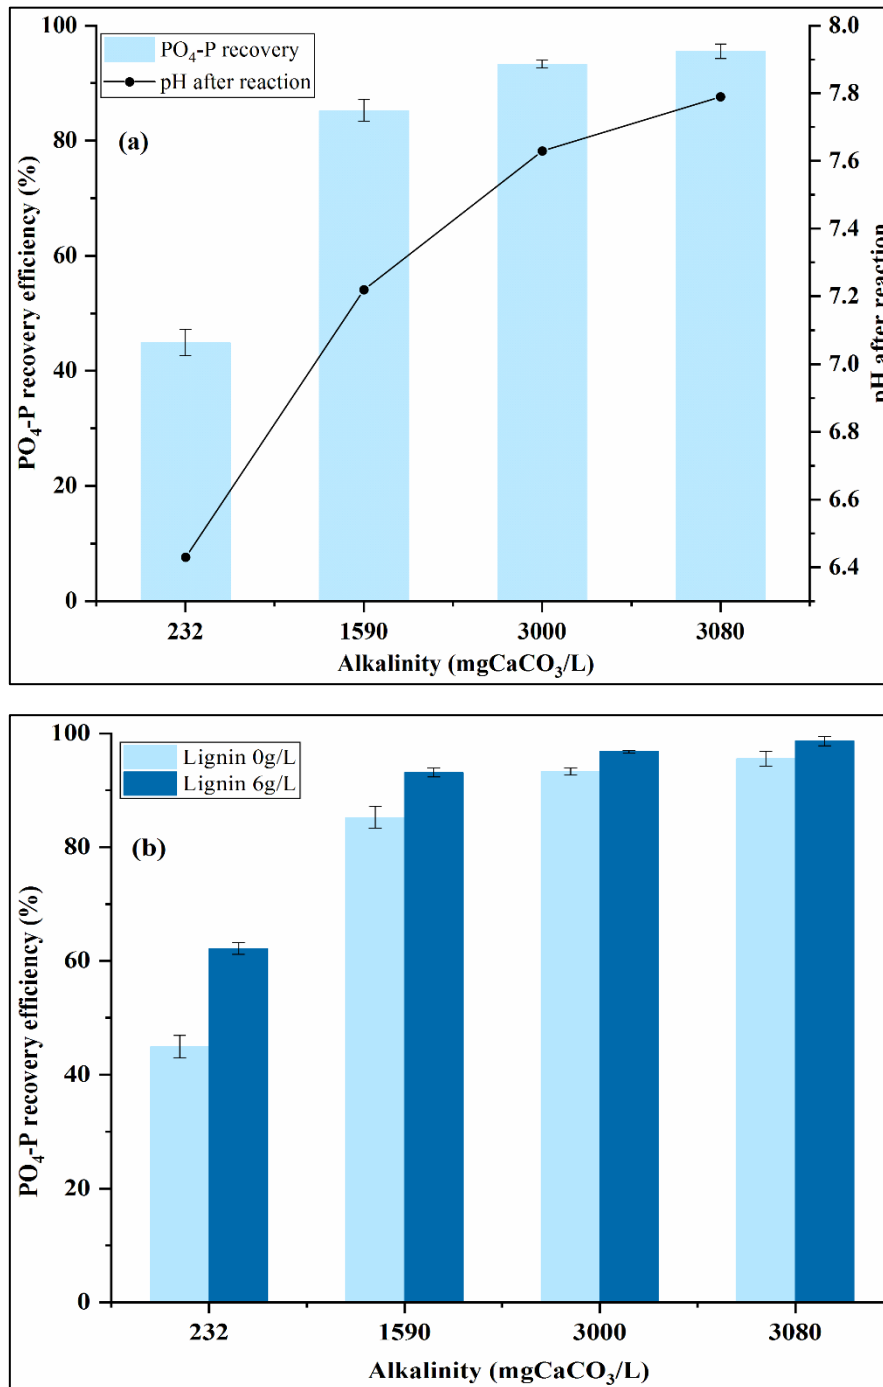 100
80
60
40
20
0
PO₄-P recovery efficiency (%)
PO₄-P recovery
pH after reaction
(a)
8.0
7.8
7.6
7.4
7.2
7.0
6.8
6.6
6.4
pH after reaction
232 1590 3000 3080
Alkalinity (mgCaCO₃/L)
100
80
60
40
20
0
PO₄-P recovery efficiency (%)
Lignin 0g/L
Lignin 6g/L
(b)
232 1590 3000 3080
Alkalinity (mgCaCO₃/L)